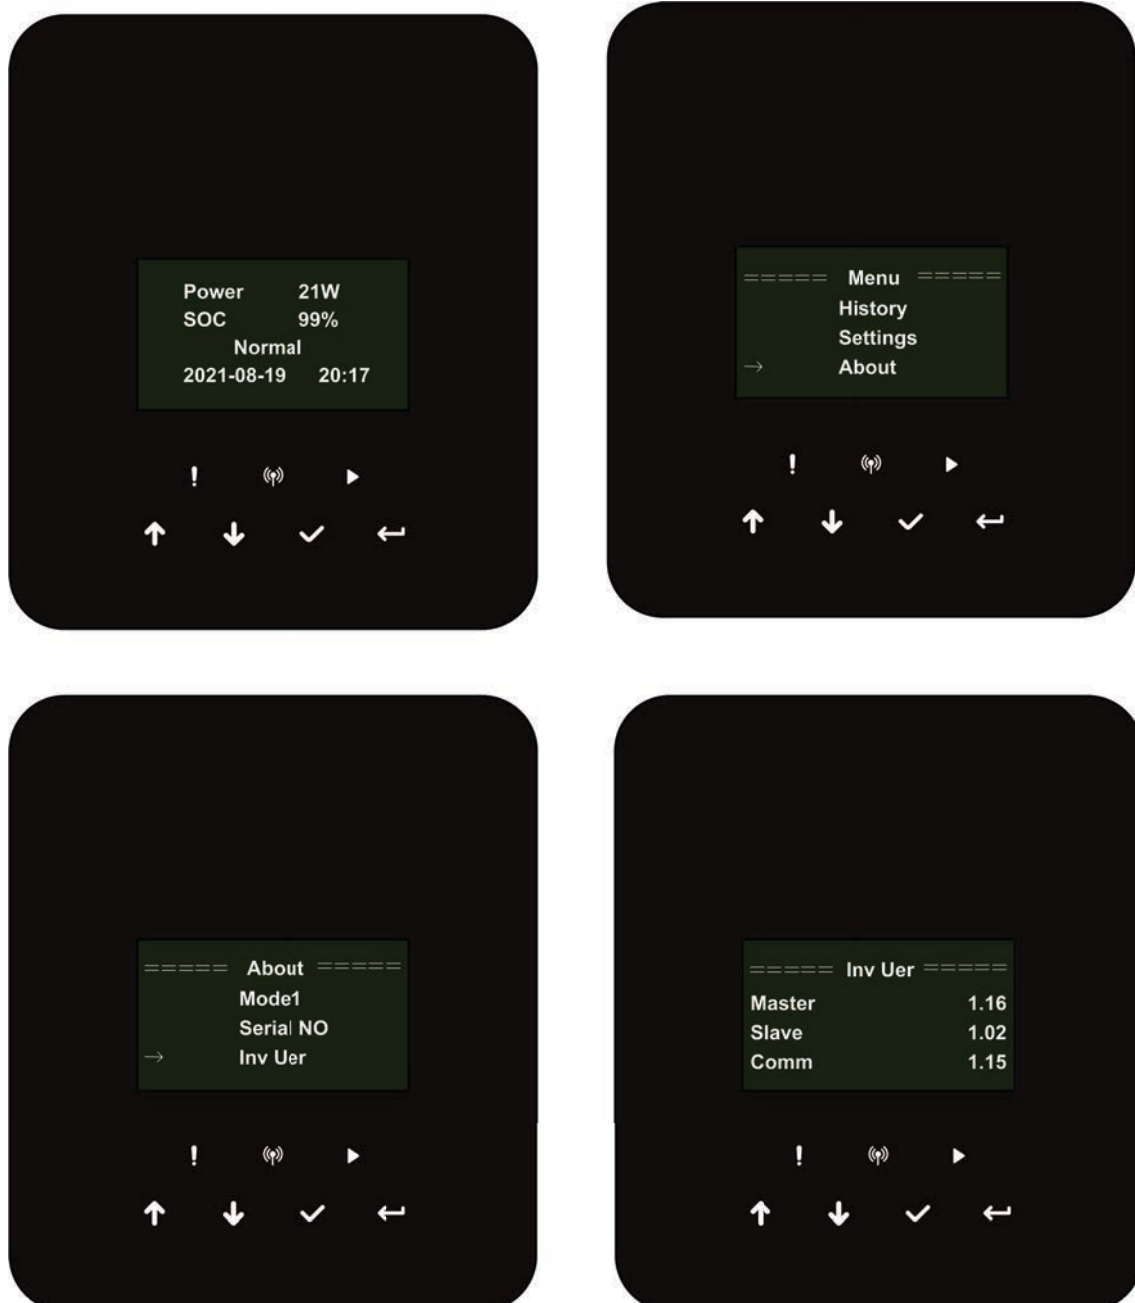 Power 21W
SOC 99%
Normal
2021-08-19 20:17
===== Menu =====
History
Settings
→ About
===== About =====
Mode1
Serial NO
→ Inv Uer
===== Inv Uer =====
Master 1.16
Slave 1.02
Comm 1.15